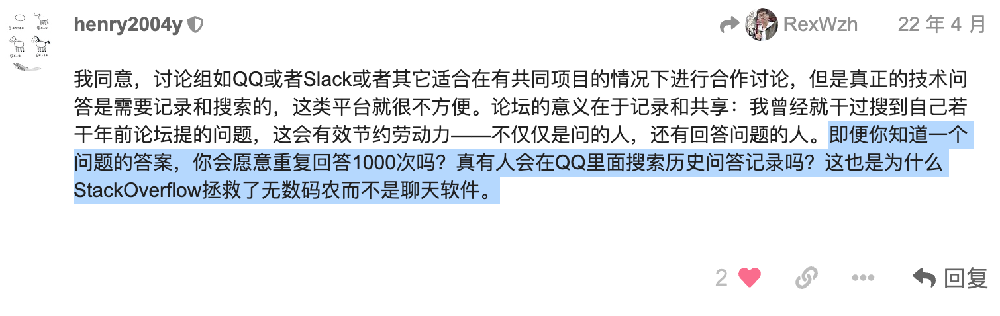 henry2004y
RexWzh
22 年 4 月
我同意，讨论组如QQ或者Slack或者其它适合在有共同项目的情况下进行合作讨论，但是真正的技术问
答是需要记录和搜索的，这类平台就很不方便。论坛的意义在于记录和共享：我曾经就干过搜到自己若
干年前论坛提的问题，这会有效节约劳动力——不仅仅是问的人，还有回答问题的人。即便你知道一个
问题的答案，你会愿意重复回答1000次吗？真有人会在QQ里面搜索历史问答记录吗？这也是为什么
StackOverflow拯救了无数码农而不是聊天软件。
2
回复